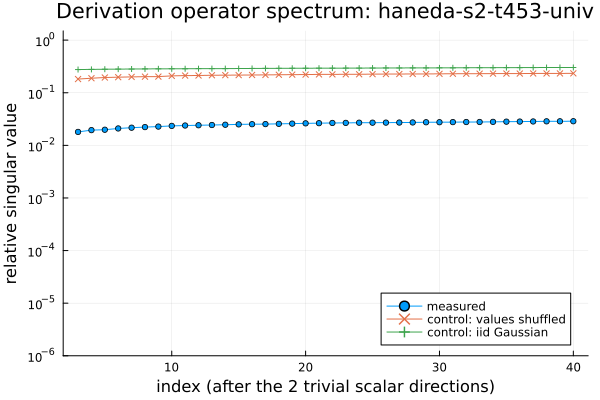 Derivation operator spectrum: haneda-s2-t453-univ
relative singular value
10⁰
10⁻¹
10⁻²
10⁻³
10⁻⁴
10⁻⁵
10⁻⁶
measured
control: values shuffled
control: iid Gaussian
10
20
30
40
index (after the 2 trivial scalar directions)